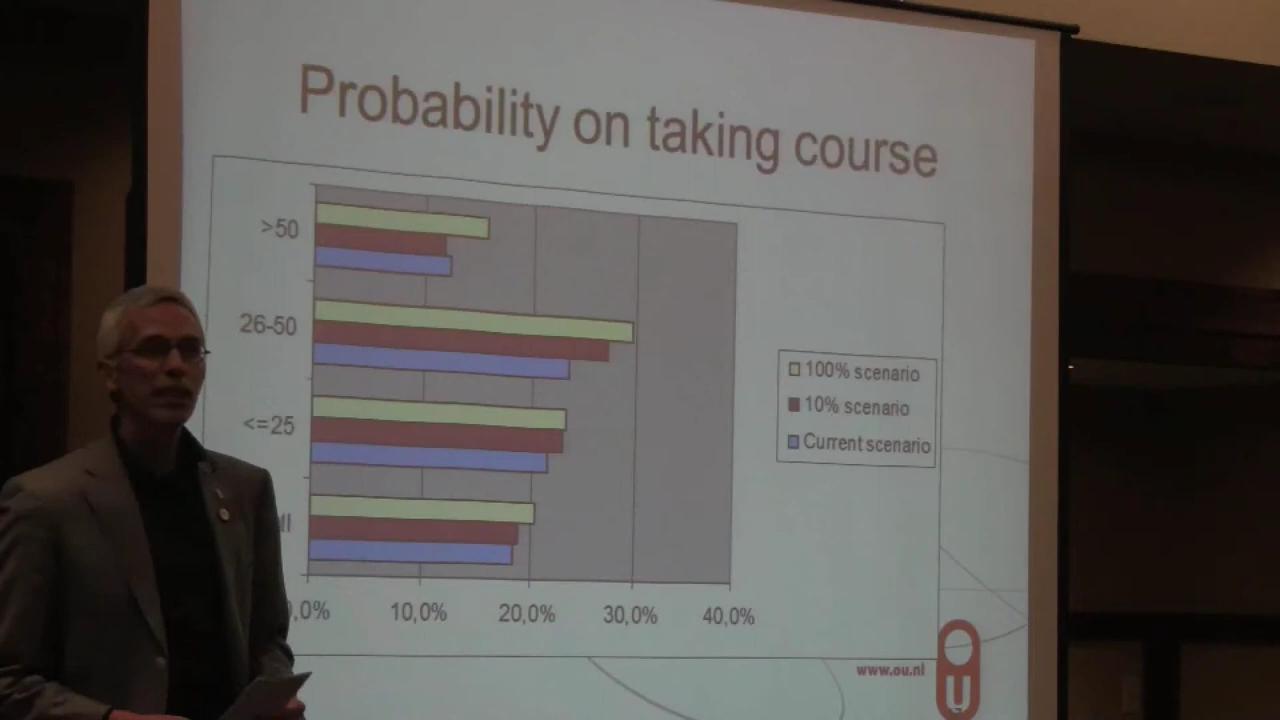 Probability on taking course
>50
26-50
<=25
100% scenario
10% scenario
Current scenario
10,0%
20,0%
30,0%
40,0%
www.ou.nl
U